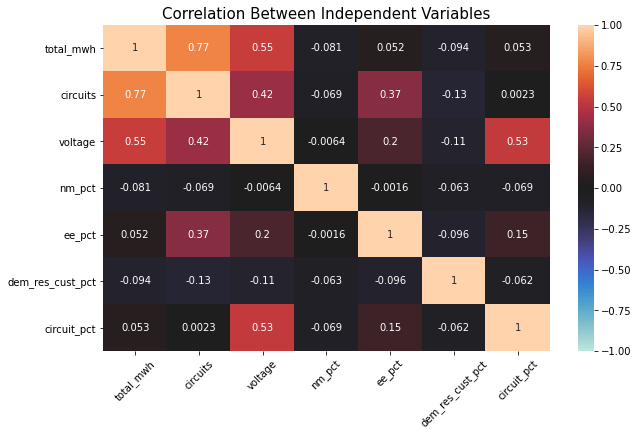 Correlation Between Independent Variables
total_mwh 1 0.77 0.55 -0.081 0.052 -0.094 0.053
circuits 0.77 1 0.42 -0.069 0.37 -0.13 0.0023
voltage 0.55 0.42 1 -0.0064 0.2 -0.11 0.53
nm_pct -0.081 -0.069 -0.0064 1 -0.0016 -0.063 -0.069
ee_pct 0.052 0.37 0.2 -0.0016 1 -0.096 0.15
dem_res_cust_pct -0.094 -0.13 -0.11 -0.063 -0.096 1 -0.062
circuit_pct 0.053 0.0023 0.53 -0.069 0.15 -0.062 1
total_mwh circuits voltage nm_pct ee_pct dem_res_cust_pct circuit_pct
1.00
0.75
0.50
0.25
0.00
-0.25
-0.50
-0.75
-1.00